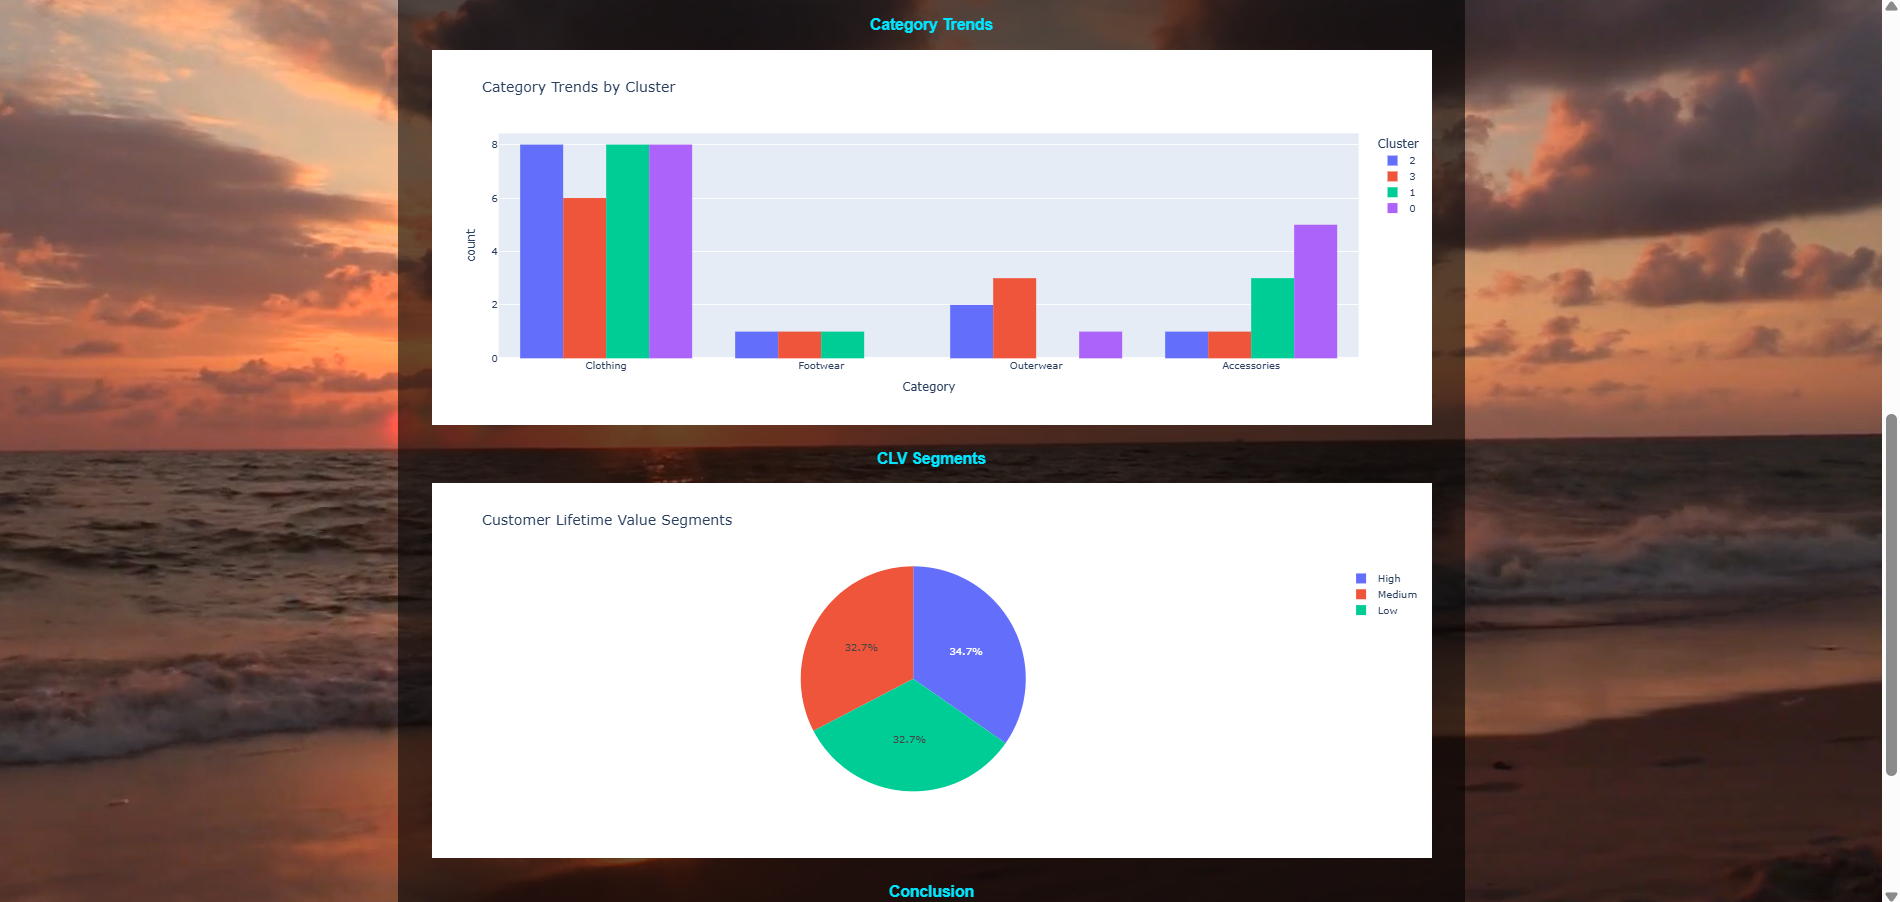 Category Trends
Category Trends by Cluster
Cluster
2
3
1
0
count
8
6
4
2
0
Clothing
Footwear
Outerwear
Accessories
Category
CLV Segments
Customer Lifetime Value Segments
High
Medium
Low
32.7%
34.7%
32.7%
Conclusion